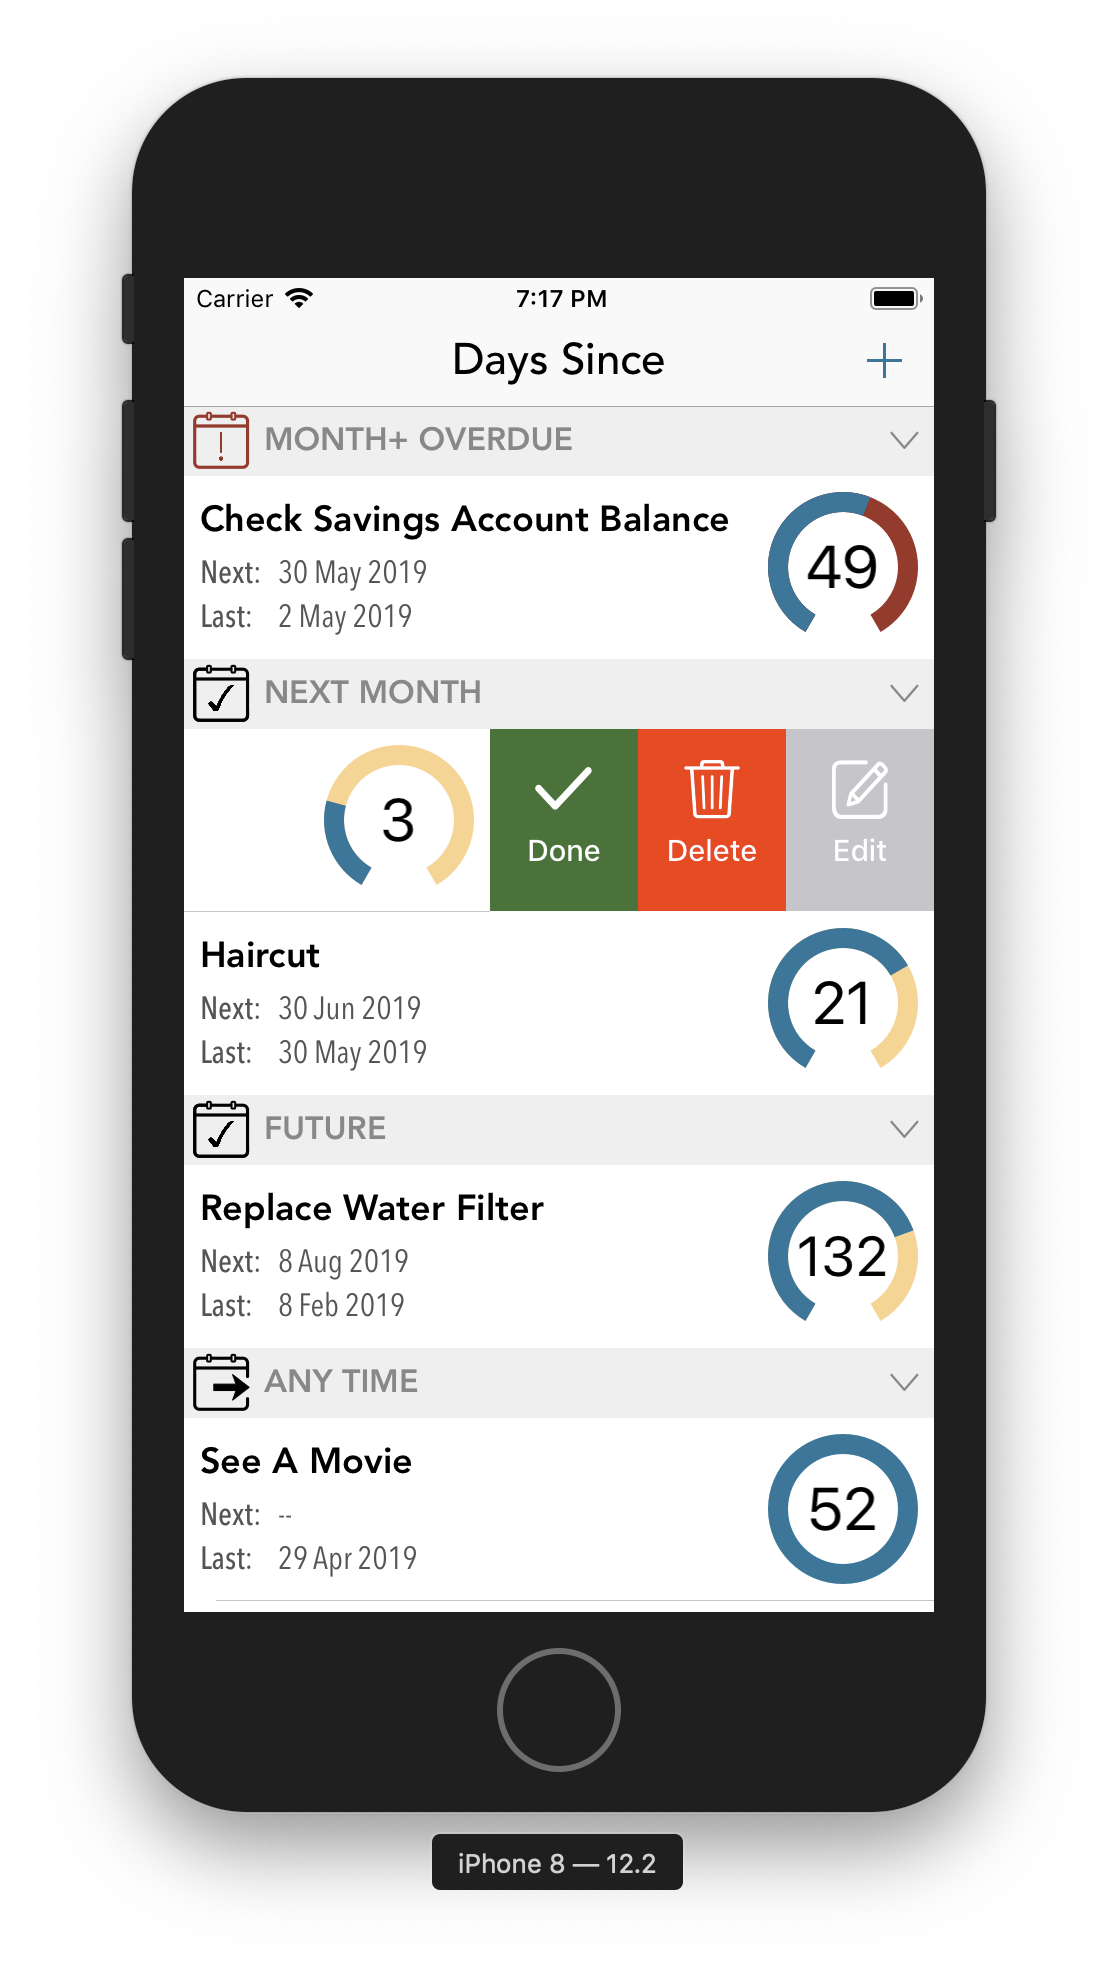 Carrier 7:17 PM
Days Since
MONTH+ OVERDUE
Check Savings Account Balance
Next: 30 May 2019
Last: 2 May 2019
49
NEXT MONTH
3
Done Delete Edit
Haircut
Next: 30 Jun 2019
Last: 30 May 2019
21
FUTURE
Replace Water Filter
Next: 8 Aug 2019
Last: 8 Feb 2019
132
ANY TIME
See A Movie
Next: --
Last: 29 Apr 2019
52
iPhone 8 — 12.2